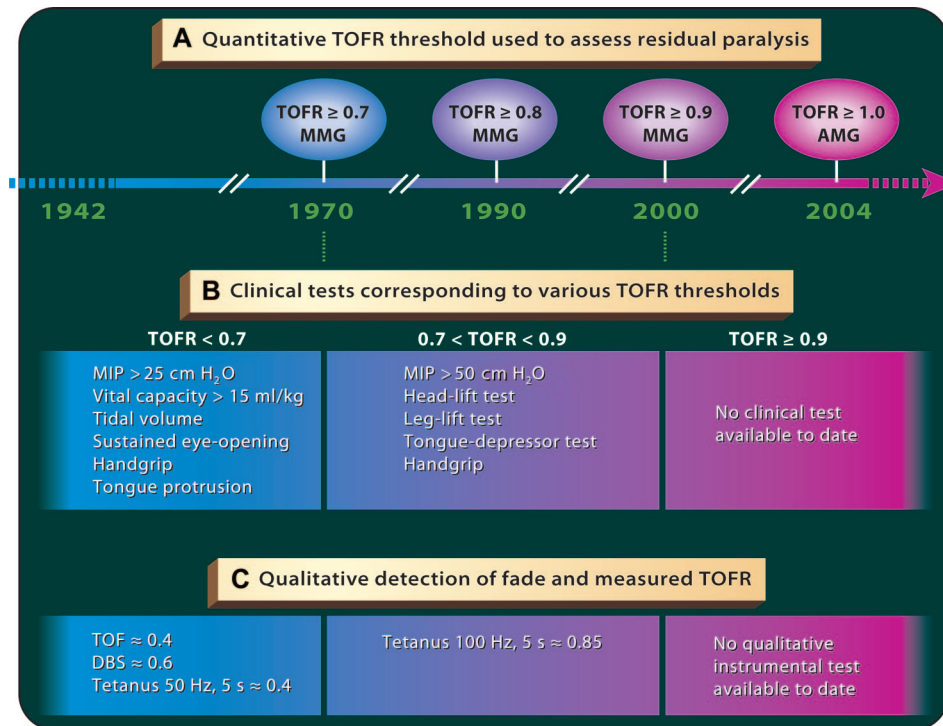 A Quantitative TOFR threshold used to assess residual paralysis
TOFR ≥ 0.7
MMG
TOFR ≥ 0.8
MMG
TOFR ≥ 0.9
MMG
TOFR ≥ 1.0
AMG
1942
1970
1990
2000
2004
B Clinical tests corresponding to various TOFR thresholds
TOFR < 0.7
MIP > 25 cm H₂O
Vital capacity > 15 ml/kg
Tidal volume
Sustained eye-opening
Handgrip
Tongue protrusion
0.7 < TOFR < 0.9
MIP > 50 cm H₂O
Head-lift test
Leg-lift test
Tongue-depressor test
Handgrip
TOFR ≥ 0.9
No clinical test
available to date
C Qualitative detection of fade and measured TOFR
TOF ≈ 0.4
DBS ≈ 0.6
Tetanus 50 Hz, 5 s ≈ 0.4
Tetanus 100 Hz, 5 s ≈ 0.85
No qualitative
instrumental test
available to date